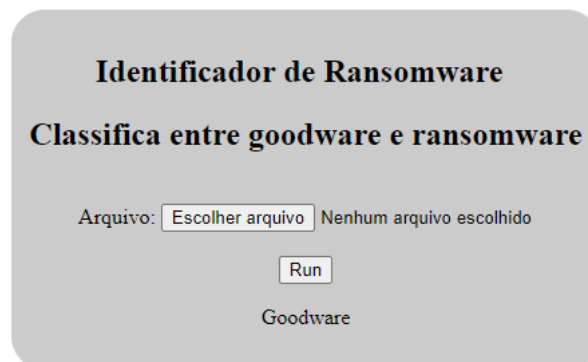 Identificador de Ransomware
Classifica entre goodware e ransomware
Arquivo: Escolher arquivo Nenhum arquivo escolhido
Run
Goodware